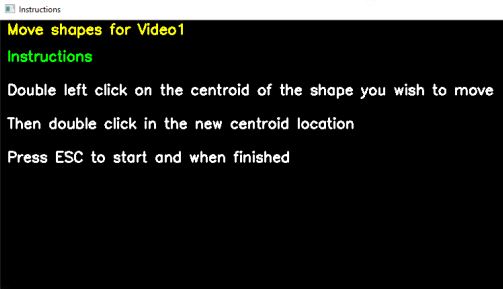 Instructions
Move shapes for Video1
Instructions
Double left click on the centroid of the shape you wish to move
Then double click in the new centroid location
Press ESC to start and when finished